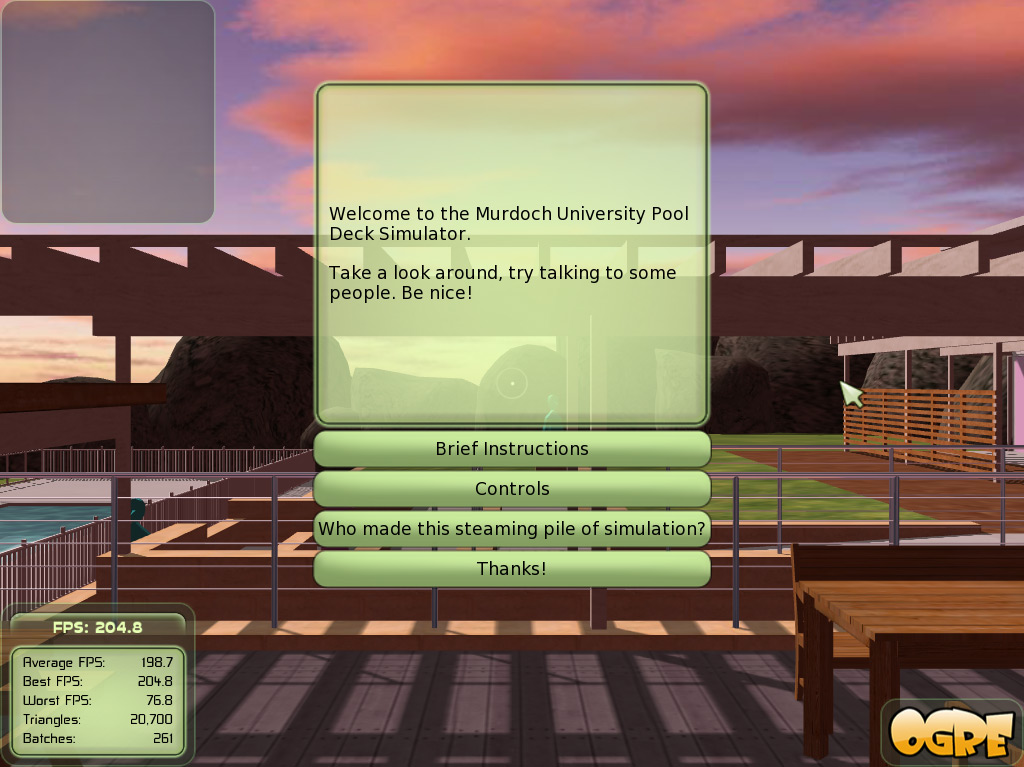 Welcome to the Murdoch University Pool
Deck Simulator.
Take a look around, try talking to some
people. Be nice!
Brief Instructions
Controls
Who made this steaming pile of simulation?
Thanks!
FPS: 204.8
Average FPS: 198.7
Best FPS: 204.8
Worst FPS: 76.8
Triangles: 20,700
Batches: 261
OGRE